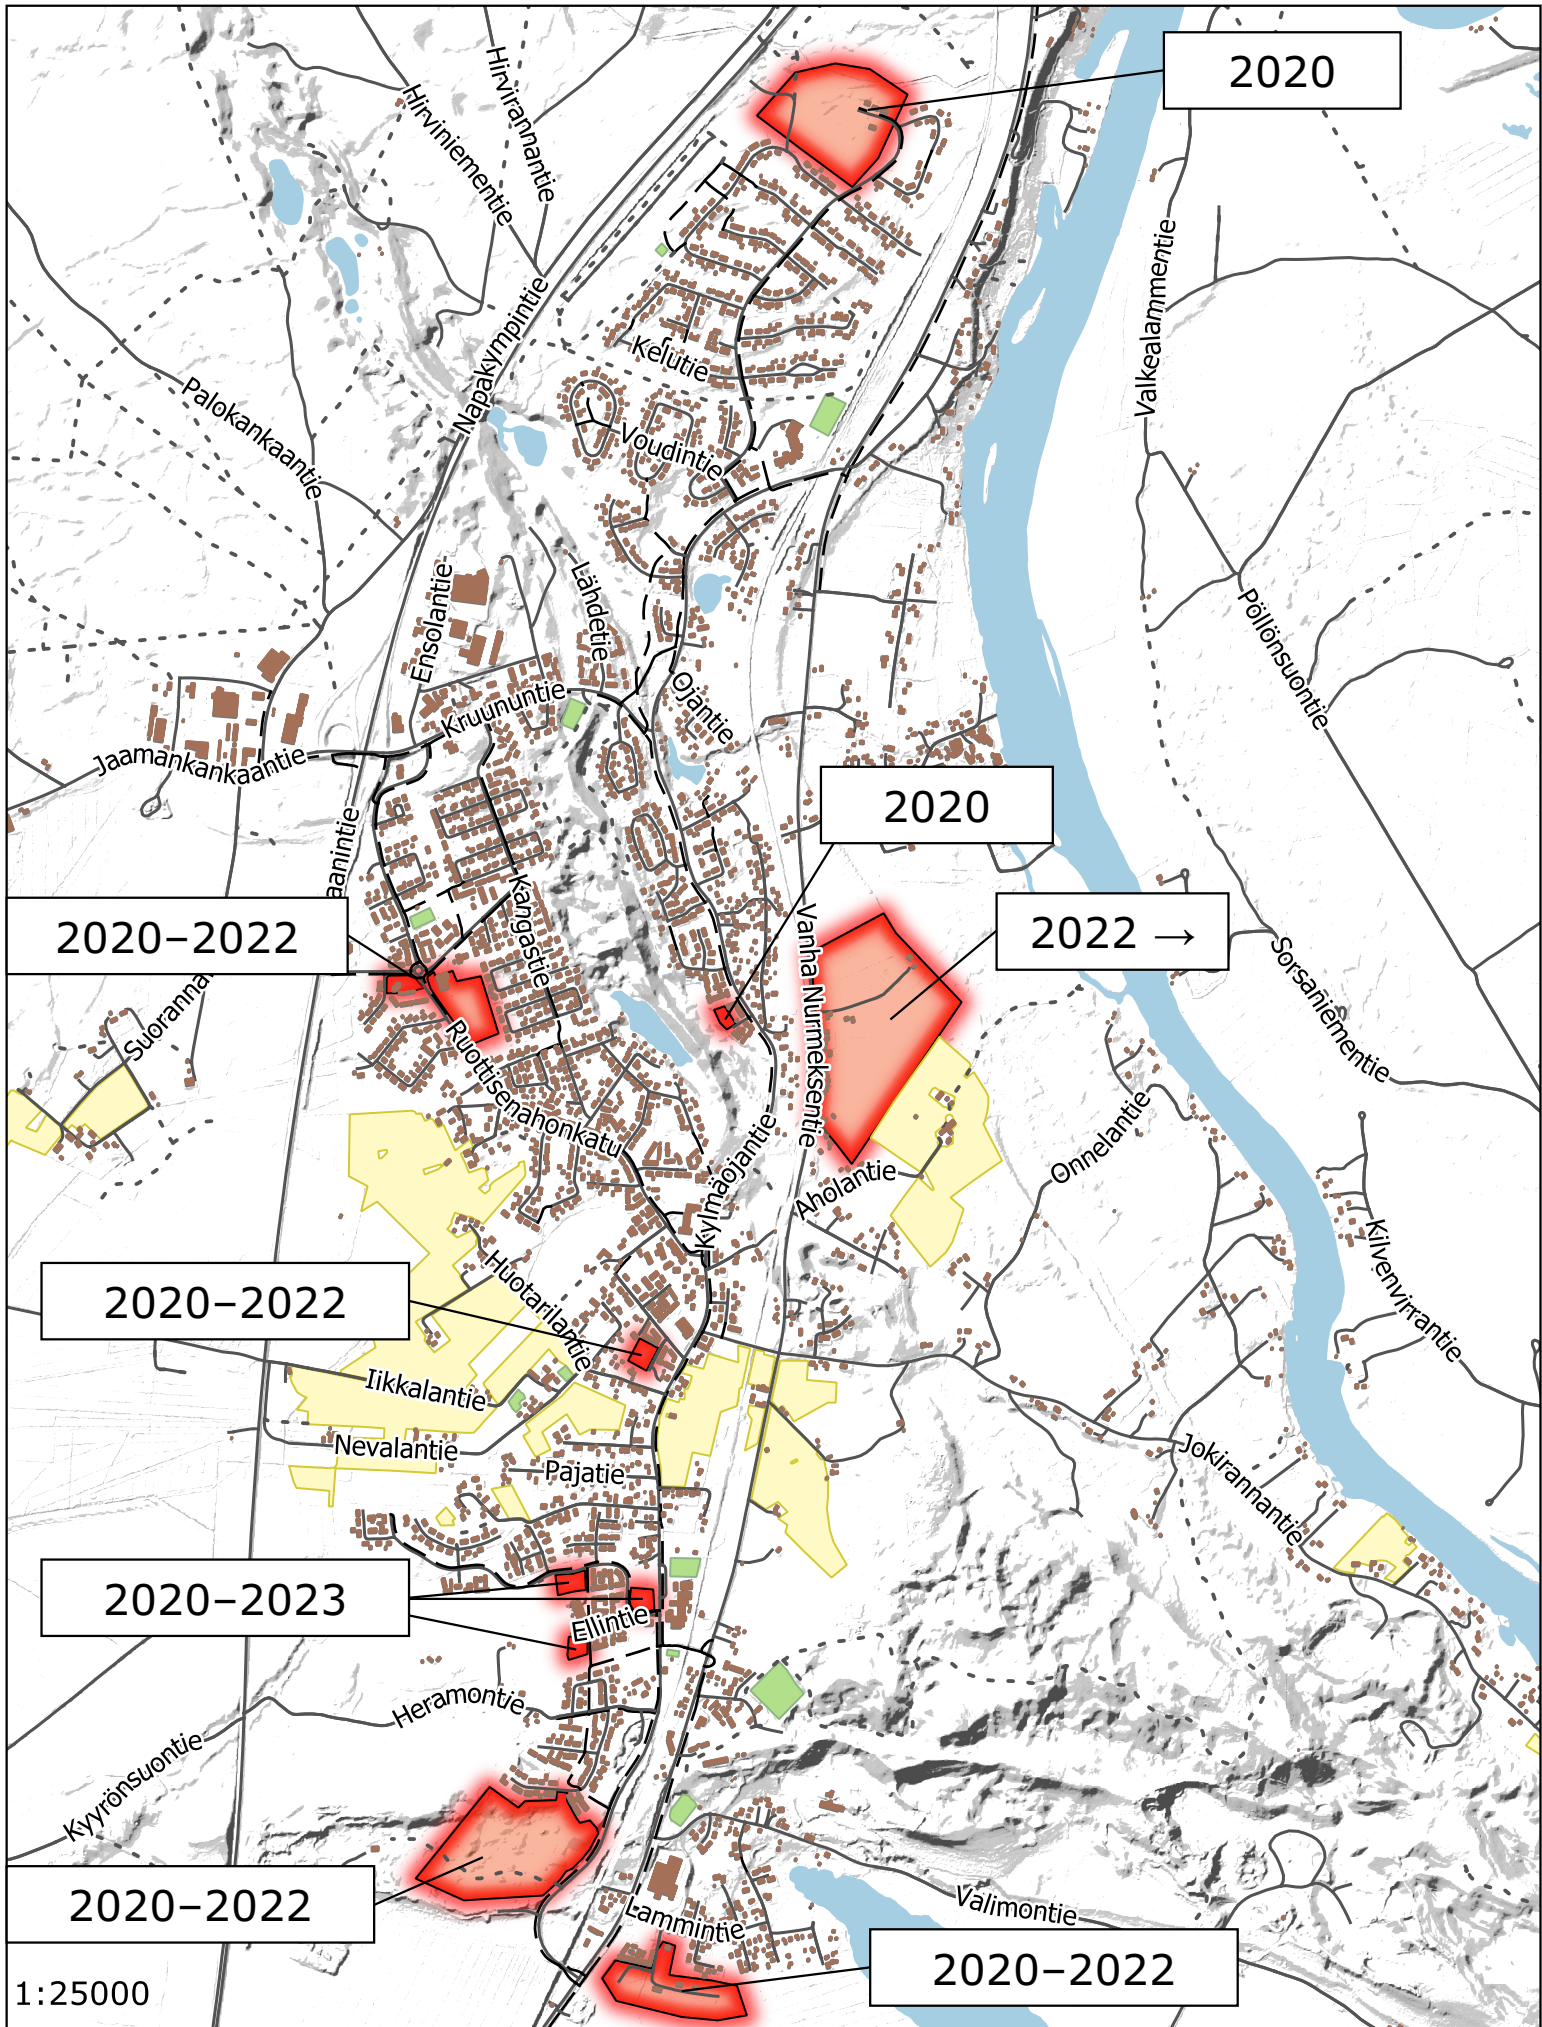 2020
Hirvirannantie
Hirviniementie
Valkealammentie
Napakympintie
Kelutie
Palokankaantie
Voudintie
Lähdetie
Ensolantie
Pöllönsuontie
Ojantie
Kruununtie
Jaamankankaantie
2020
aanintie
Kangastie
2020–2022
Vanha Nurmeksentie
2022 →
Sorsaniementie
Suoranna
Ruottisenahonkatu
Onnelantie
Kylmäojantie
Aholantie
Kilvenvirrantie
Huotarilantie
2020–2022
Iikkalantie
Nevalantie
Pajatie
Jokirannantie
2020–2023
Ellintie
Heramontie
Kyyrönsuontie
2020–2022
Valimontie
Lammintie
2020–2022
1:25000